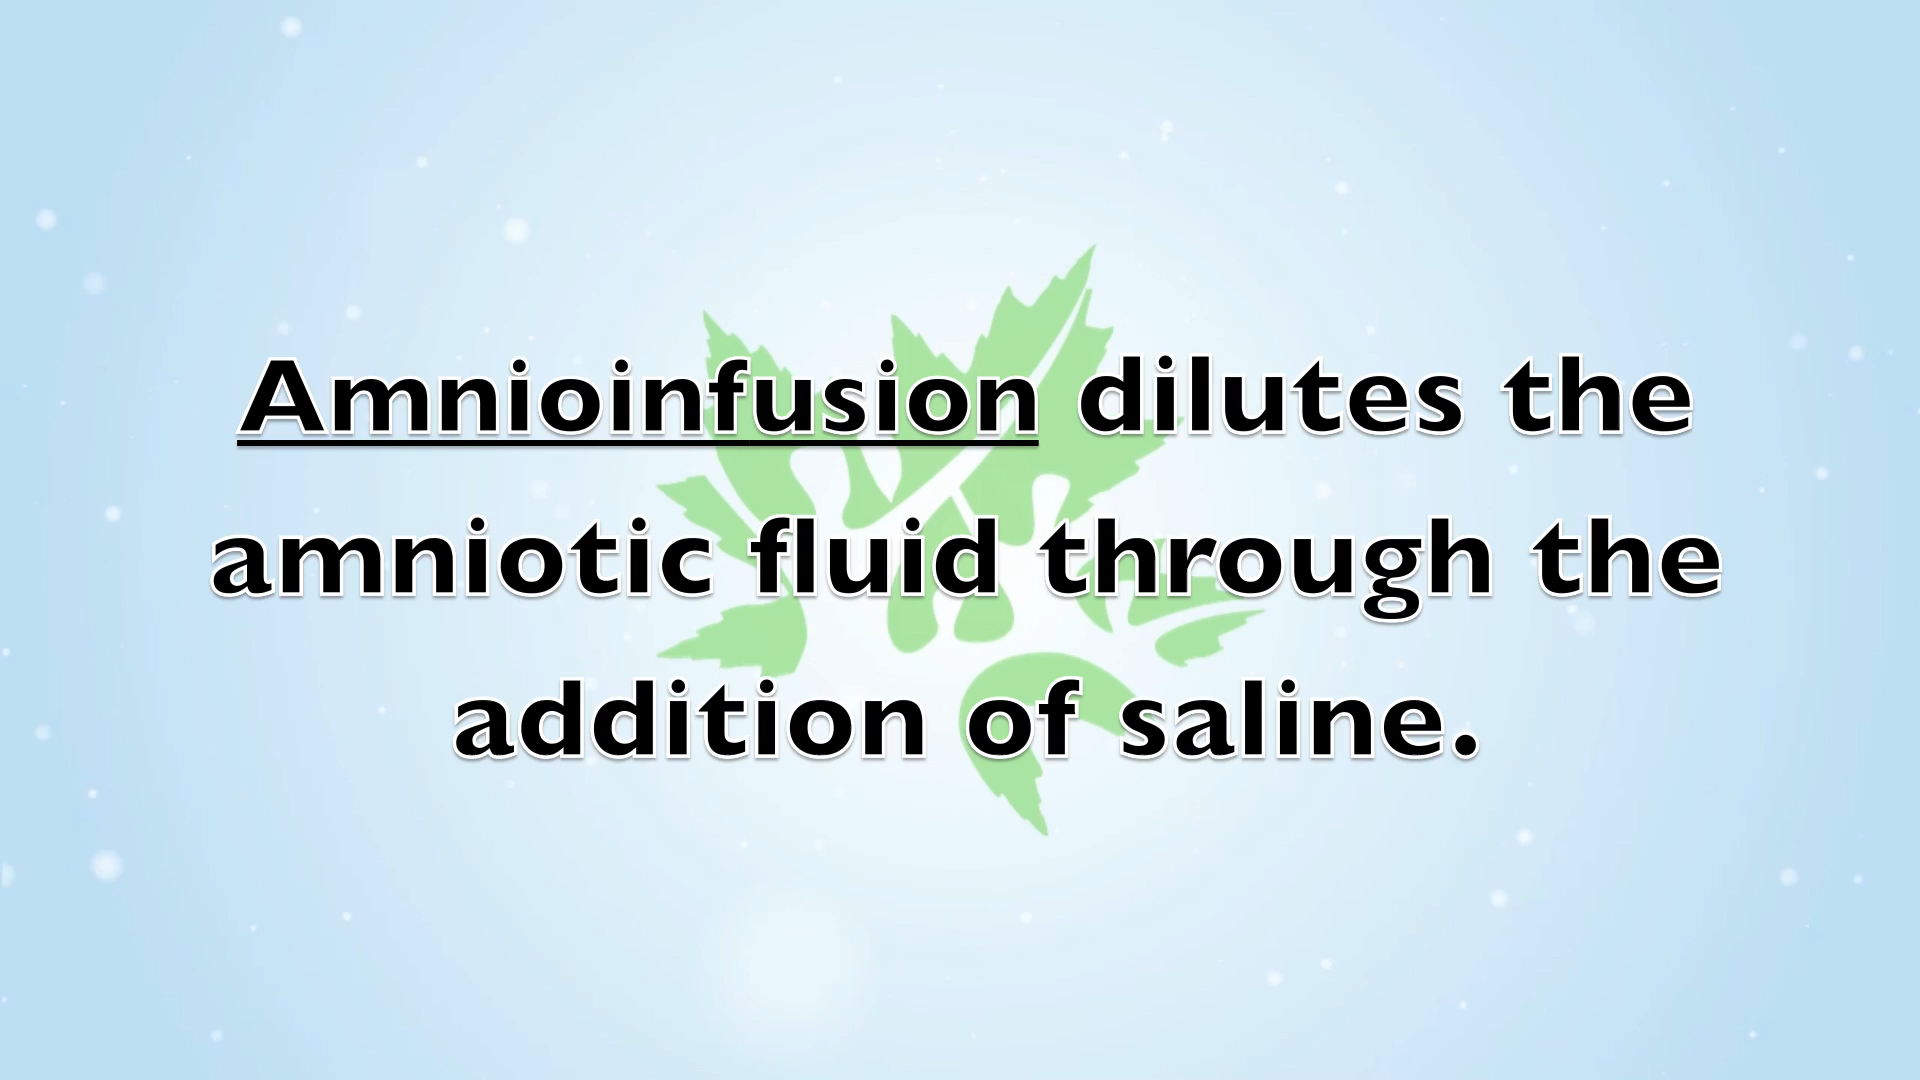 Amnioinfusion dilutes the
amniotic fluid through the
addition of saline.